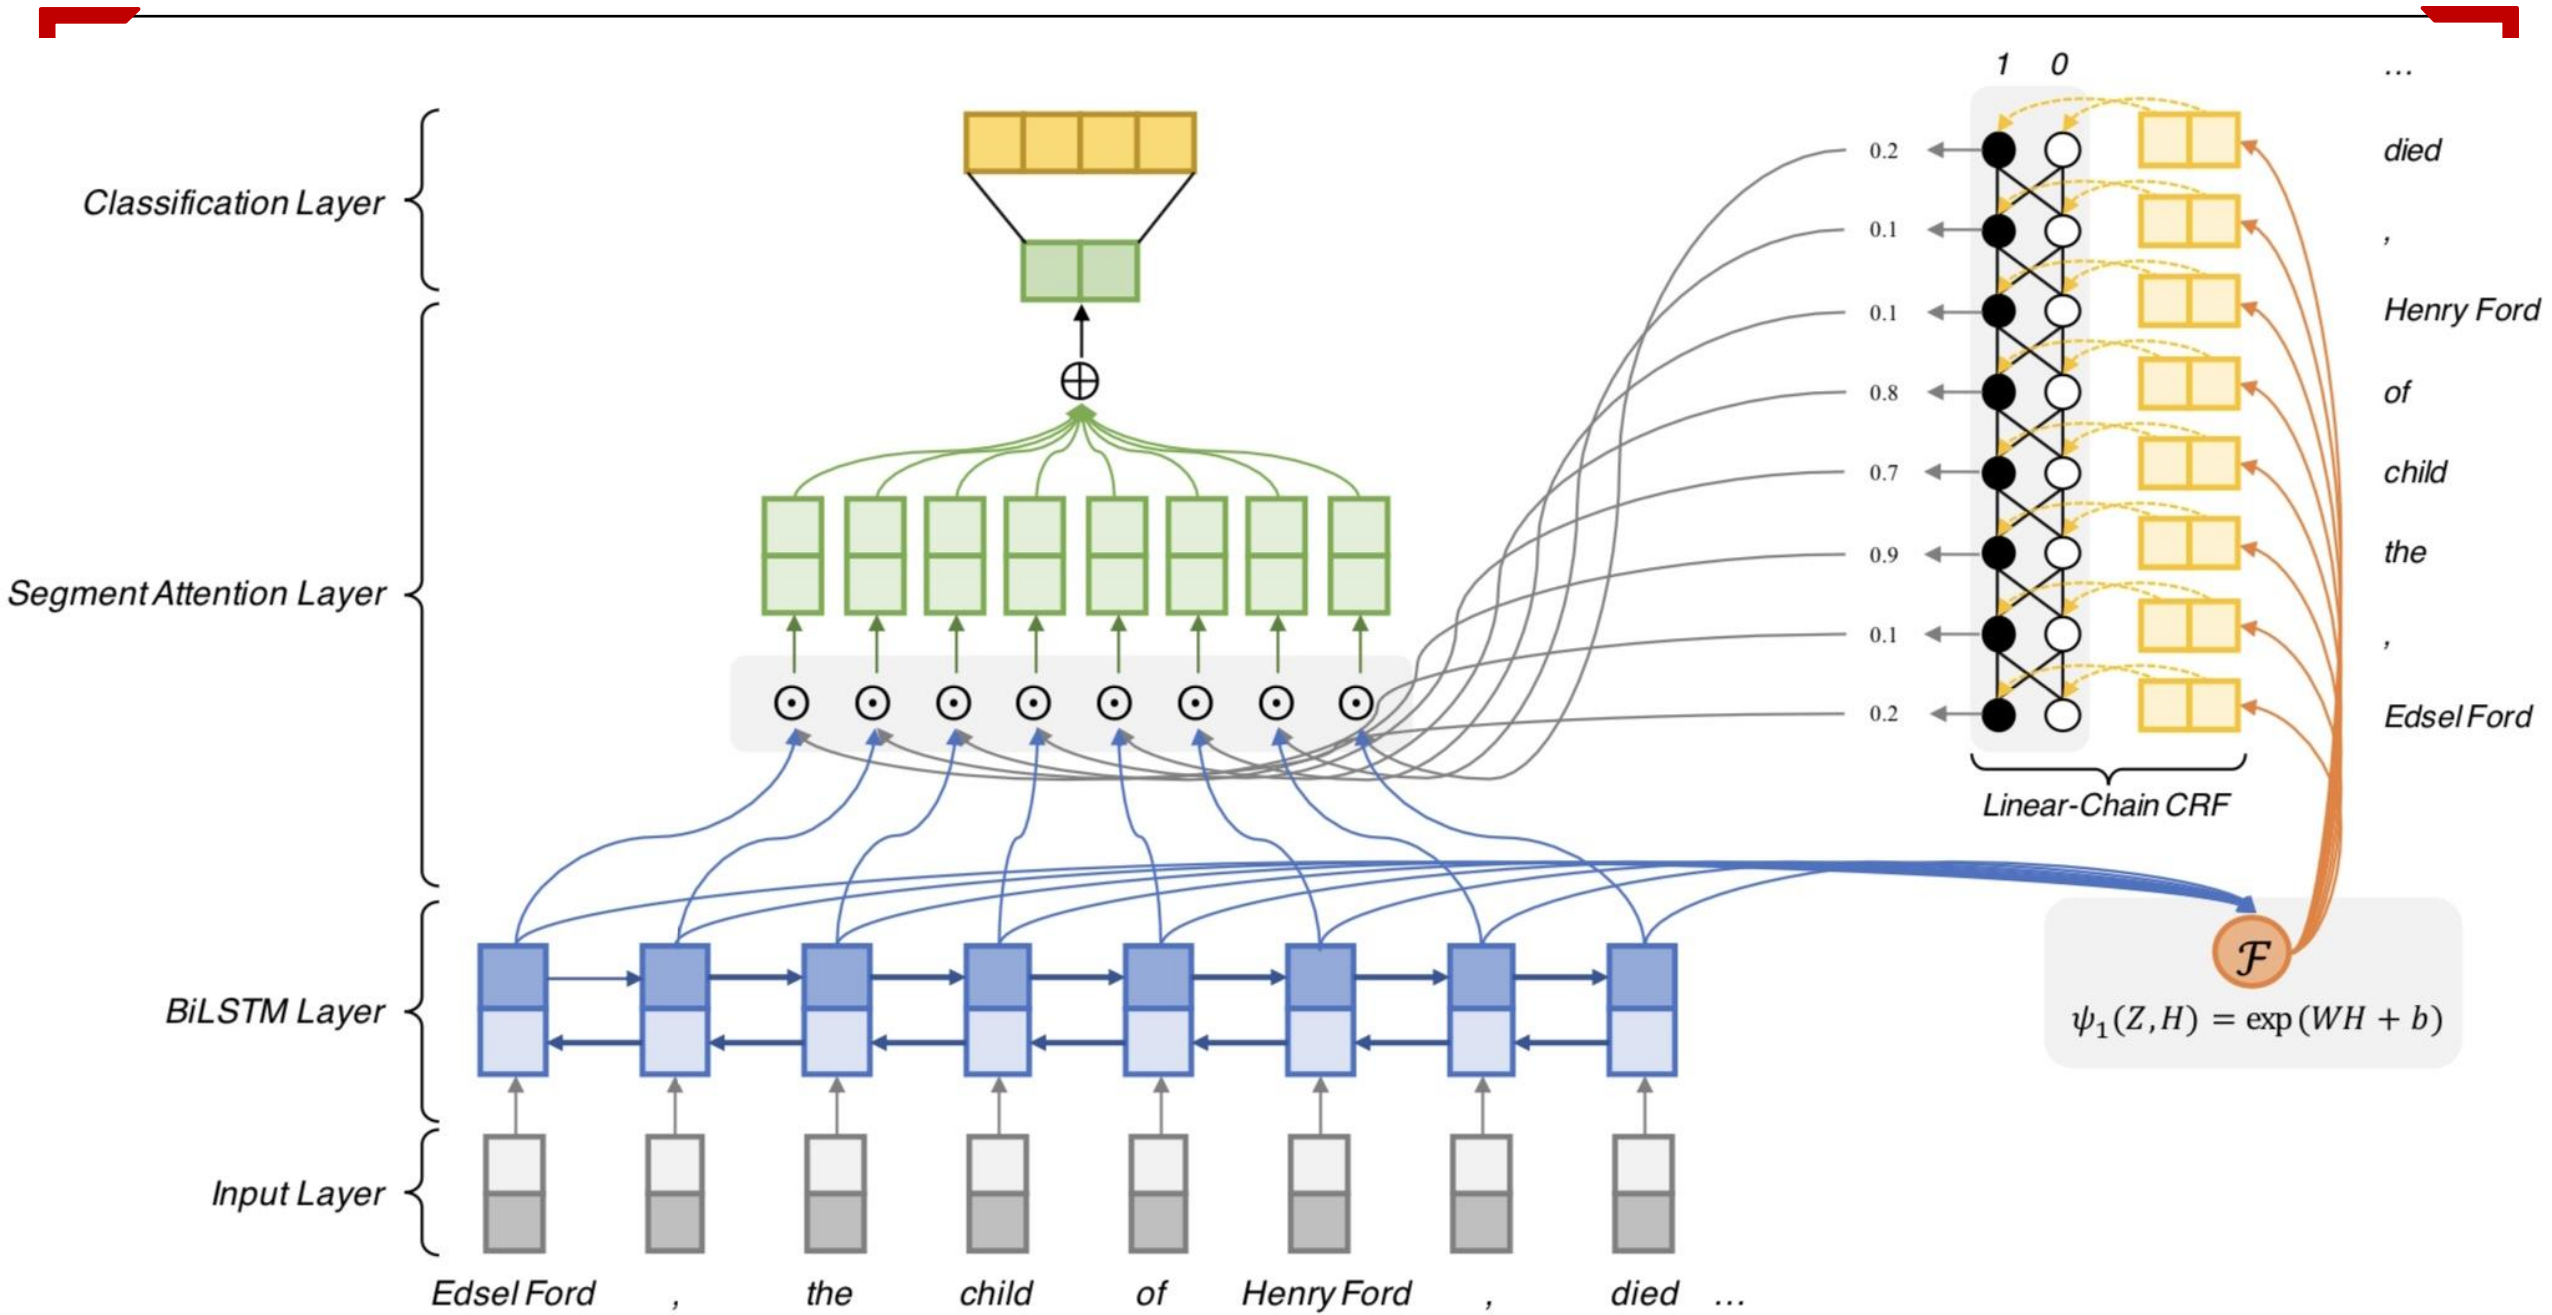 1 0 ...
0.2 died
Classification Layer
0.1 ,
0.1 Henry Ford
0.8 of
0.7 child
0.9 the
Segment Attention Layer
0.1 ,
0.2 Edsel Ford
Linear-Chain CRF
ℱ
BiLSTM Layer
ψ₁(Z, H) = exp(WH + b)
Input Layer
Edsel Ford , the child of Henry Ford , died ...